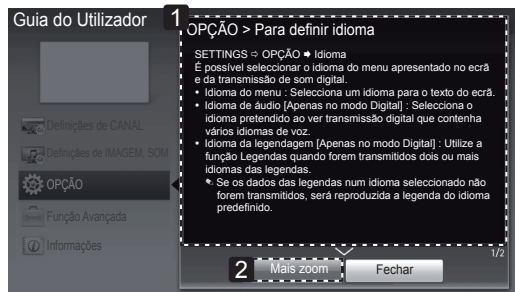 Guia do Utilizador
1
OPÇÃO > Para definir idioma
SETTINGS ⇨ OPÇÃO ➡ Idioma
É possível seleccionar o idioma do menu apresentado no ecrã
e da transmissão de som digital.
• Idioma do menu : Selecciona um idioma para o texto do ecrã.
• Idioma de áudio [Apenas no modo Digital] : Selecciona o
idioma pretendido ao ver transmissão digital que contenha
vários idiomas de voz.
• Idioma da legendagem [Apenas no modo Digital] : Utilize a
função Legendas quando forem transmitidos dois ou mais
idiomas das legendas.
✎ Se os dados das legendas num idioma seleccionado não
forem transmitidos, será reproduzida a legenda do idioma
predefinido.
Definições de CANAL
Definições de IMAGEM, SOM
OPÇÃO
Função Avançada
Informações
1/2
2
Mais zoom
Fechar